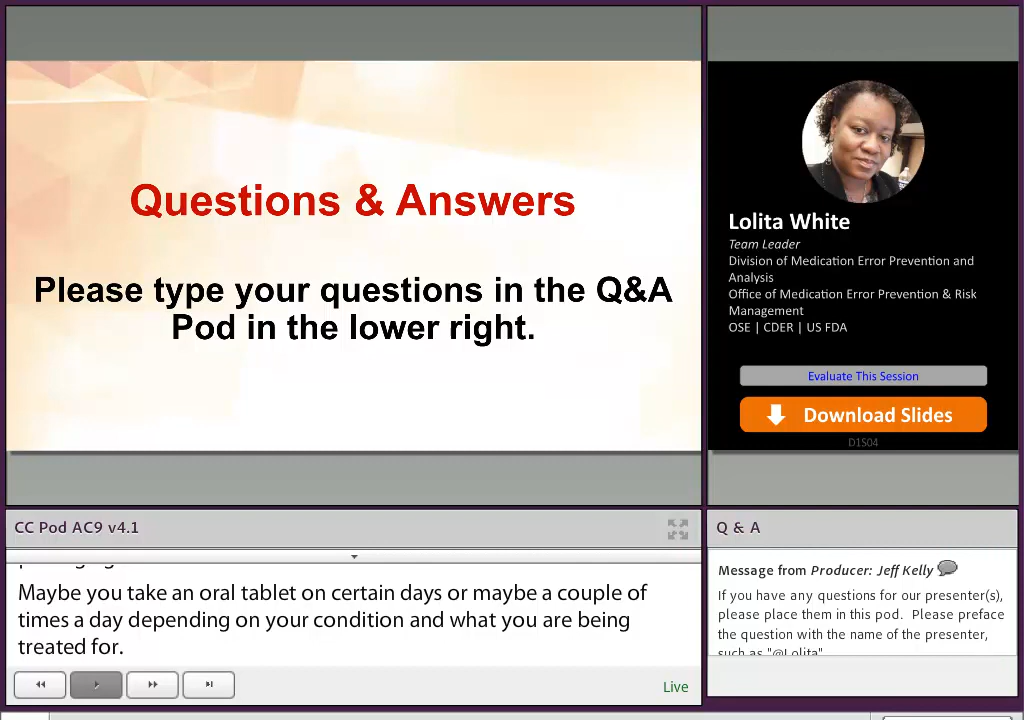 Questions & Answers
Please type your questions in the Q&A
Pod in the lower right.
Lolita White
Team Leader
Division of Medication Error Prevention and
Analysis
Office of Medication Error Prevention & Risk
Management
OSE | CDER | US FDA
Evaluate This Session
Download Slides
D1S04
CC Pod AC9 v4.1
Maybe you take an oral tablet on certain days or maybe a couple of
times a day depending on your condition and what you are being
treated for.
Live
Q & A
Message from Producer: Jeff Kelly
If you have any questions for our presenter(s),
please place them in this pod. Please preface
the question with the name of the presenter,
such as "@Lolita"